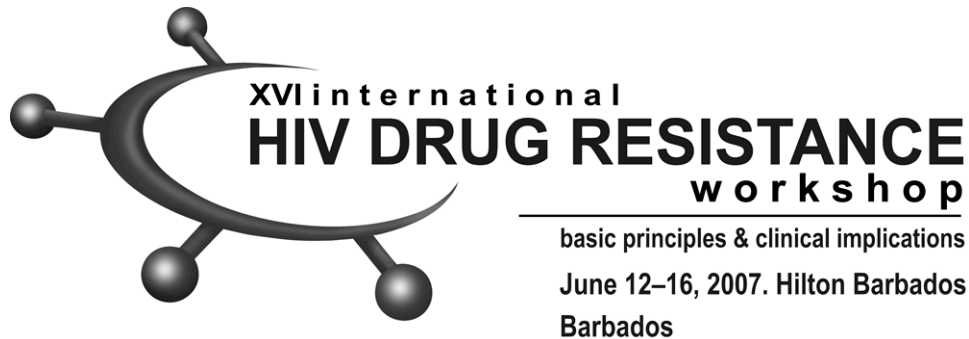 XVI international
HIV DRUG RESISTANCE
workshop
basic principles & clinical implications
June 12–16, 2007. Hilton Barbados
Barbados